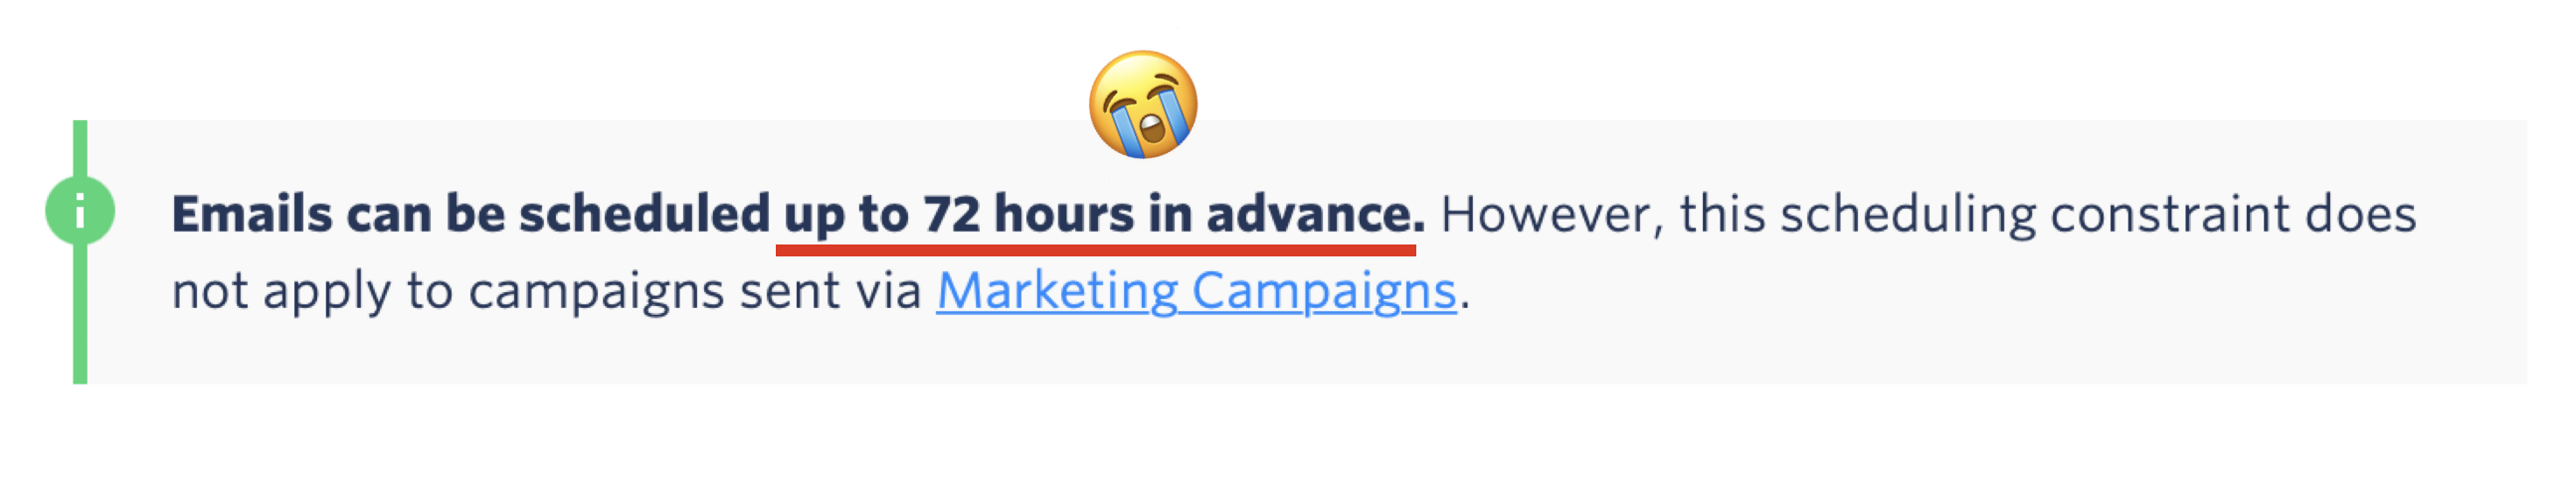 Emails can be scheduled up to 72 hours in advance. However, this scheduling constraint does
not apply to campaigns sent via Marketing Campaigns.